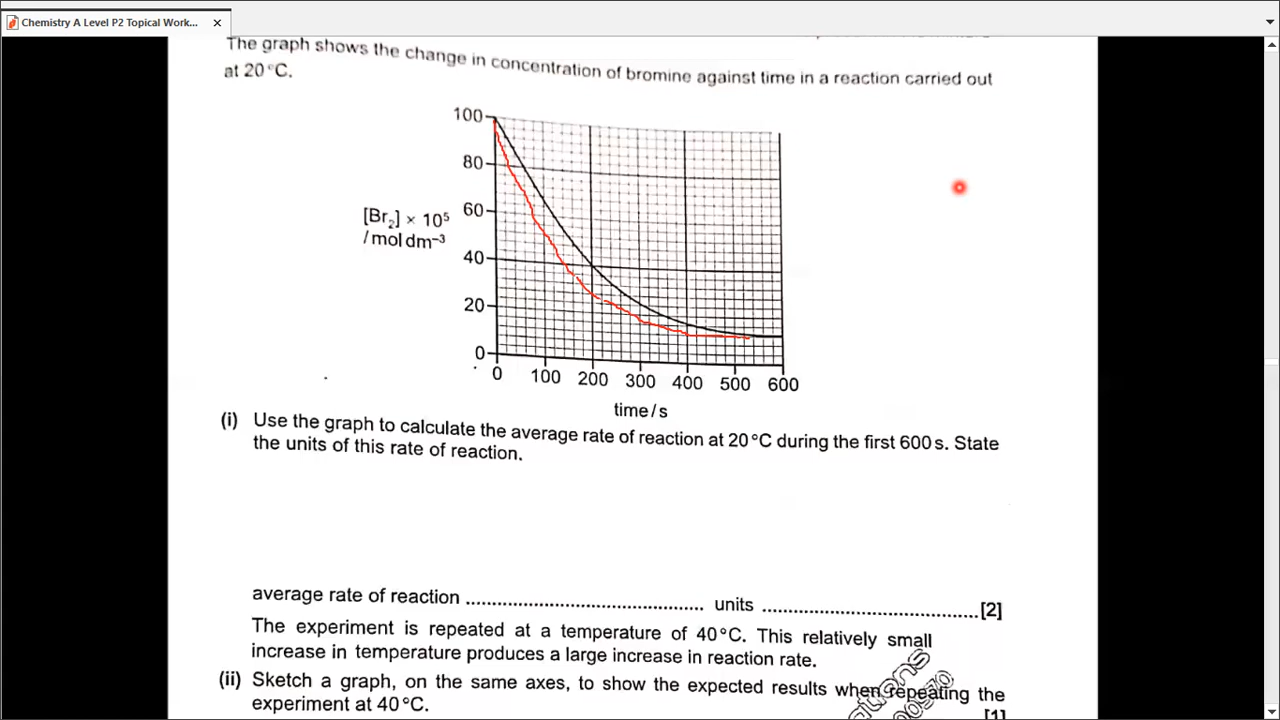 Chemistry A Level P2 Topical Work...
The graph shows the change in concentration of bromine against time in a reaction carried out
at 20 °C.
100
80
[Br₂] × 10⁵
/ mol dm⁻³
60
40
20
0
0 100 200 300 400 500 600
time / s
(i) Use the graph to calculate the average rate of reaction at 20 °C during the first 600 s. State
the units of this rate of reaction.
average rate of reaction ........................................ units ........................................ [2]
The experiment is repeated at a temperature of 40 °C. This relatively small
increase in temperature produces a large increase in reaction rate.
(ii) Sketch a graph, on the same axes, to show the expected results when repeating the
experiment at 40 °C.
[1]